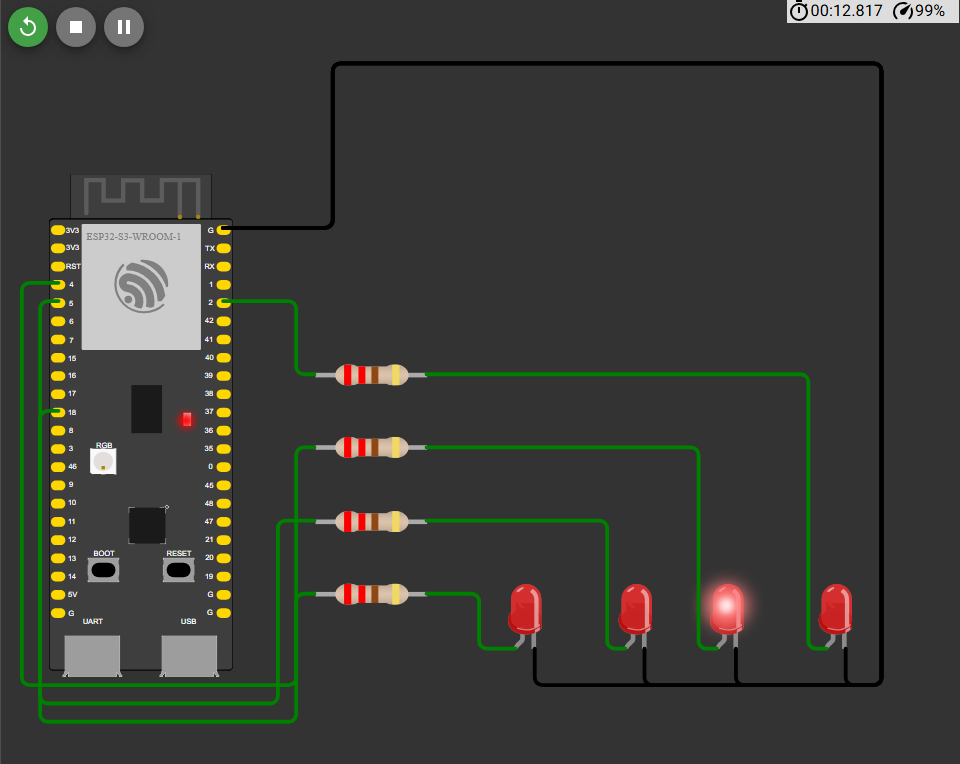 00:12.817 99%
ESP32-S3-WROOM-1
3V3 G
3V3 TX
RST RX
4 1
5 2
6 42
7 41
15 40
16 39
17 38
18 37
8 36
3 35
46 0
9 45
10 48
11 47
12 21
13 20
14 19
5V G
G G
RGB
BOOT RESET
UART USB